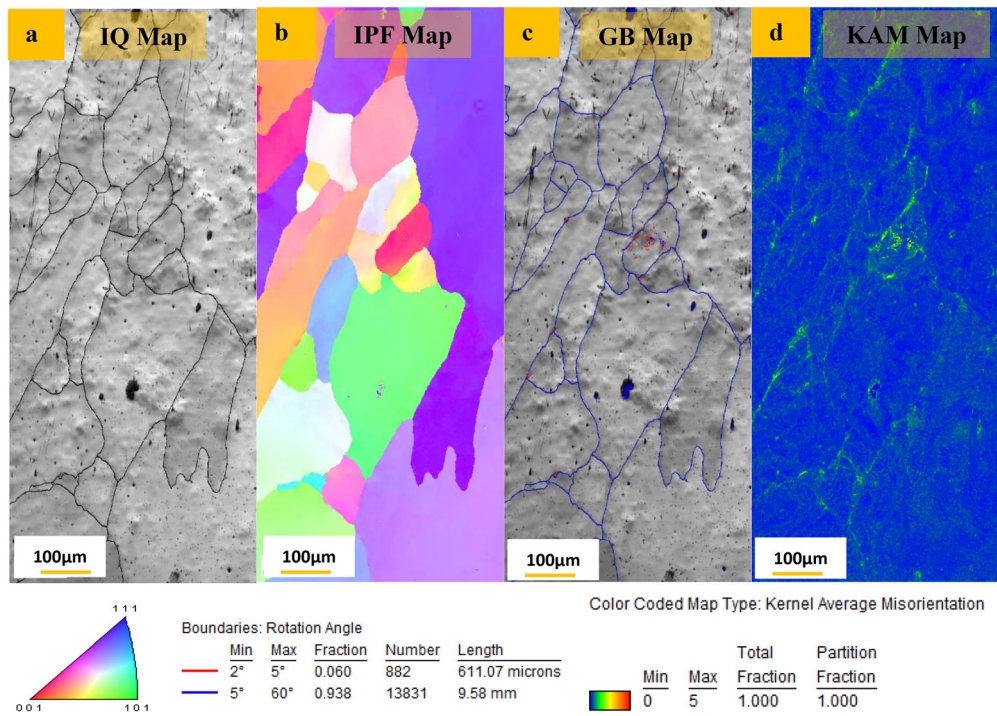 a IQ Map
b IPF Map
c GB Map
d KAM Map
100μm
100μm
100μm
100μm
111
001
101
Boundaries: Rotation Angle
Min Max Fraction Number Length
2° 5° 0.060 882 611.07 microns
5° 60° 0.938 13831 9.58 mm
Color Coded Map Type: Kernel Average Misorientation
Total Partition
Min Max Fraction Fraction
0 5 1.000 1.000